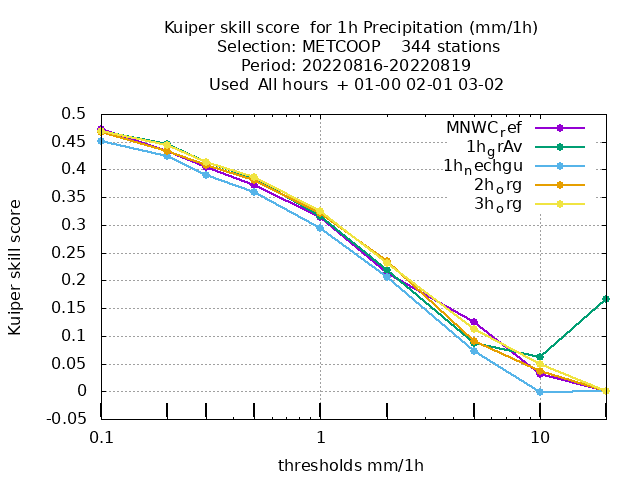 Kuiper skill score  for 1h Precipitation (mm/1h)
Selection: METCOOP    344 stations
Period: 20220816-20220819
Used  All hours  + 01-00 02-01 03-02
0.5
0.45
0.4
0.35
0.3
0.25
0.2
0.15
0.1
0.05
0
-0.05
Kuiper skill score
MNWC_ref
1h_grAv
1h_nechgu
2h_org
3h_org
0.1 1 10
thresholds mm/1h